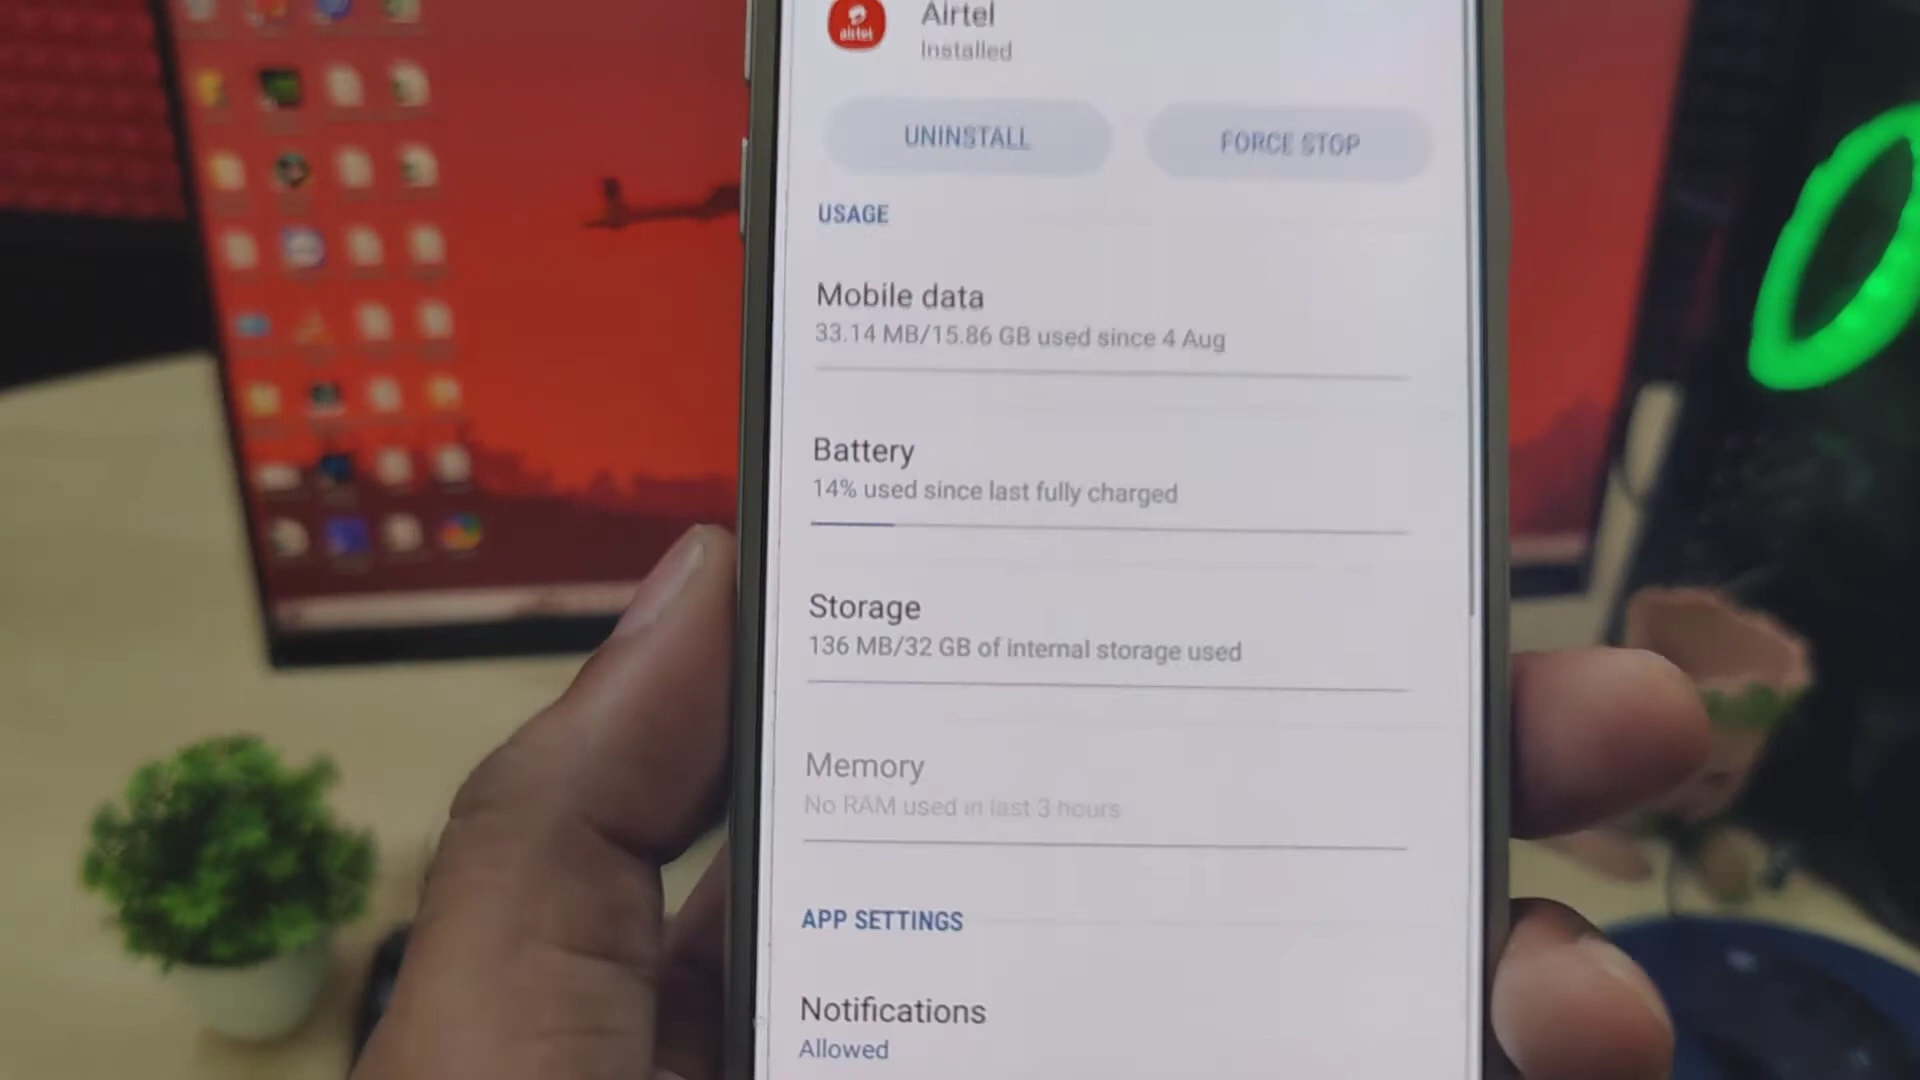 Airtel
airtel
Installed
UNINSTALL
FORCE STOP
USAGE
Mobile data
33.14 MB/15.86 GB used since 4 Aug
Battery
14% used since last fully charged
Storage
136 MB/32 GB of internal storage used
Memory
No RAM used in last 3 hours
APP SETTINGS
Notifications
Allowed